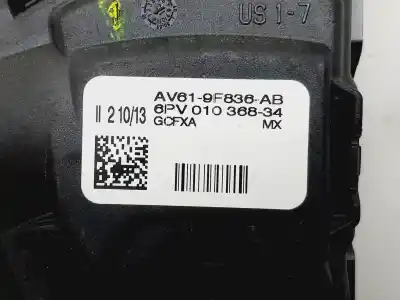 US 1-7
AV61-9F836-AB
II 2 10/13 6PV 010 368-34
GCFXA MX